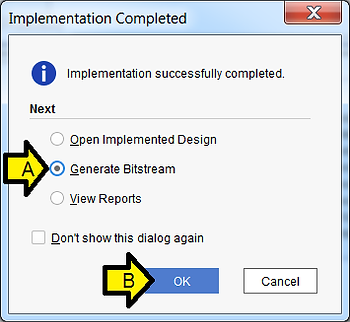 Implementation Completed
Implementation successfully completed.
Next
Open Implemented Design
A
Generate Bitstream
View Reports
Don't show this dialog again
B
OK
Cancel